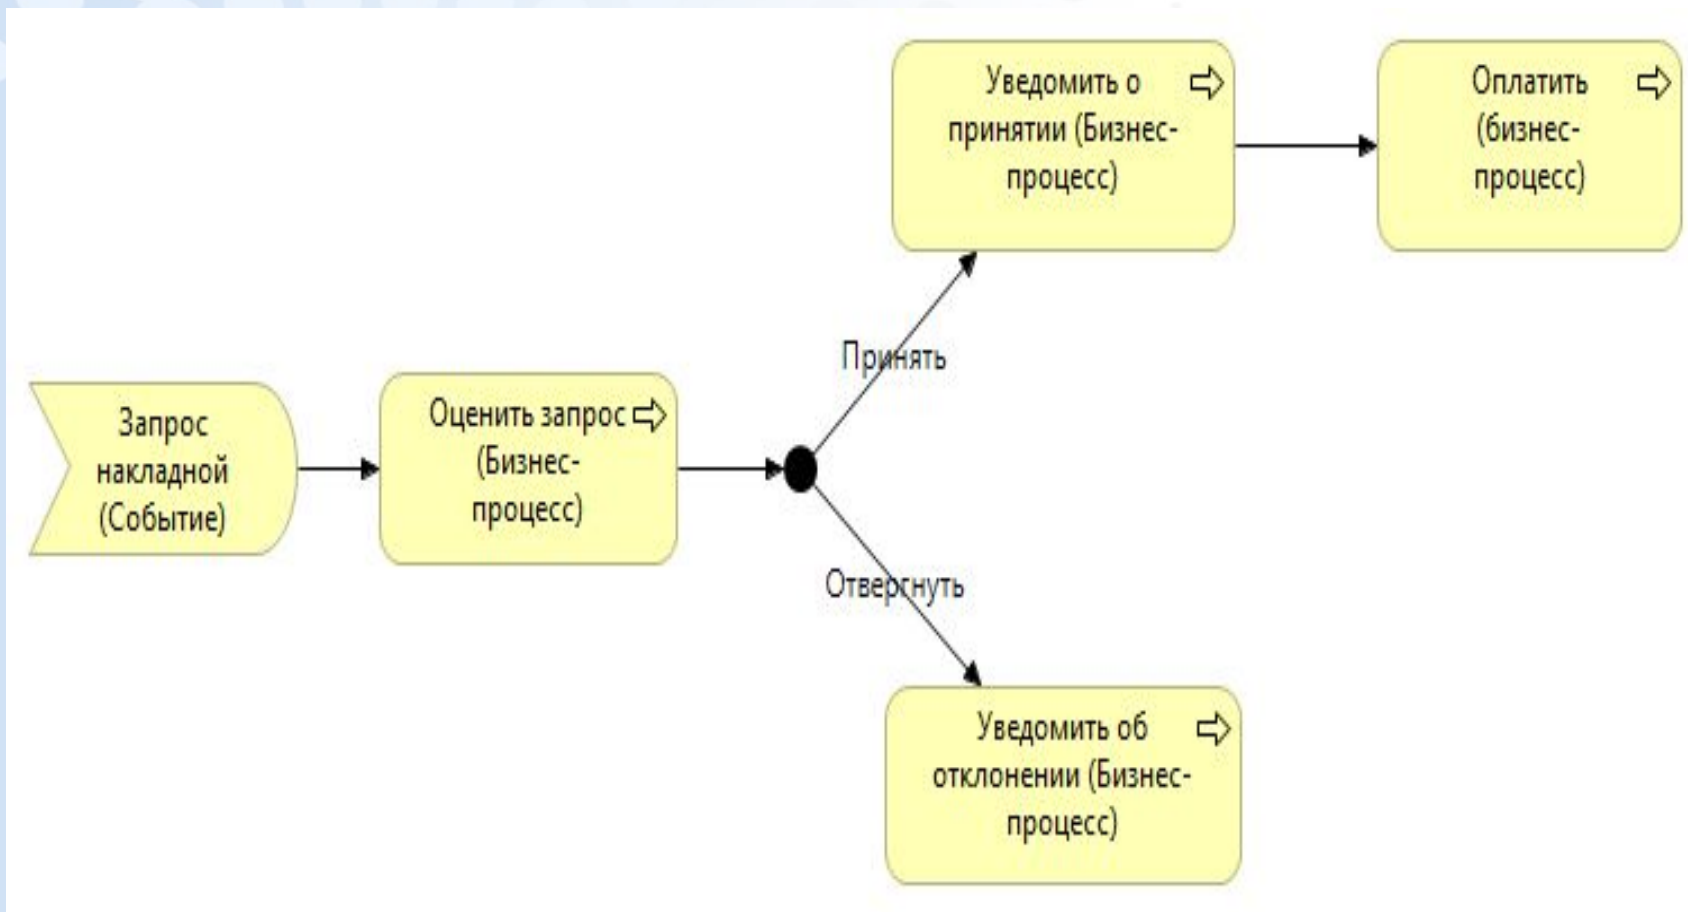 Уведомить о
принятии (Бизнес-
процесс)
Оплатить
(бизнес-
процесс)
Принять
Запрос
накладной
(Событие)
Оценить запрос
(Бизнес-
процесс)
Отвергнуть
Уведомить об
отклонении (Бизнес-
процесс)